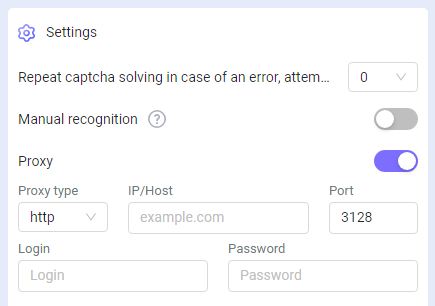 Settings
Repeat captcha solving in case of an error, attem... 0
Manual recognition ?
Proxy
Proxy type IP/Host Port
http example.com 3128
Login Password
Login Password